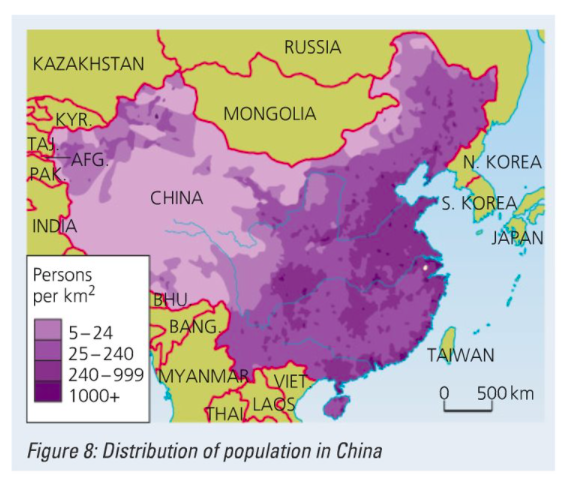 RUSSIA
KAZAKHSTAN
MONGOLIA
KYR.
TAJ.
AFG.
PAK.
N. KOREA
CHINA
S. KOREA
INDIA
JAPAN
Persons
per km²
5–24
25–240
240–999
1000+
BHU
BANG.
MYANMAR
VIET
LAOS
THAI
TAIWAN
0 500 km
Figure 8: Distribution of population in China